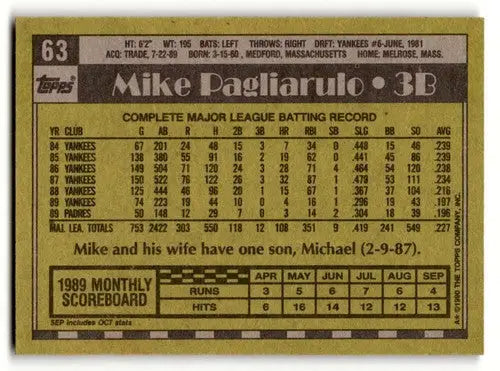 63
HT: 6'2" WT: 195 BATS: LEFT THROWS: RIGHT DRAFT: YANKEES #6-JUNE, 1981
ACQ: TRADE, 7-22-89 BORN: 3-15-60, MEDFORD, MASSACHUSETTS HOME: MELROSE, MASS.
Topps Mike Pagliarulo • 3B
COMPLETE MAJOR LEAGUE BATTING RECORD
YR CLUB G AB R H 2B 3B HR RBI SB SLG BB SO AVG
84 YANKEES 67 201 24 48 15 3 7 34 0 .448 15 46 .239
85 YANKEES 138 380 55 91 16 2 19 62 0 .441 45 86 .239
86 YANKEES 149 504 71 120 24 3 28 71 4 .464 54 120 .238
87 YANKEES 150 522 76 122 26 3 32 87 1 .479 53 111 .234
88 YANKEES 125 444 46 96 20 1 15 67 1 .367 37 104 .216
89 YANKEES 74 223 19 44 10 0 4 16 1 .296 19 43 .197
89 PADRES 50 148 12 29 7 0 3 14 2 .304 18 39 .196
MAJ. LEA. TOTALS 753 2422 303 550 118 12 108 351 9 .419 241 549 .227
Mike and his wife have one son, Michael (2-9-87).
1989 MONTHLY SCOREBOARD
APR MAY JUN JUL AUG SEP
RUNS 3 5 6 7 6 4
HITS 6 16 14 12 12 13
SEP includes OCT stats
A* © 1990 THE TOPPS COMPANY, INC.